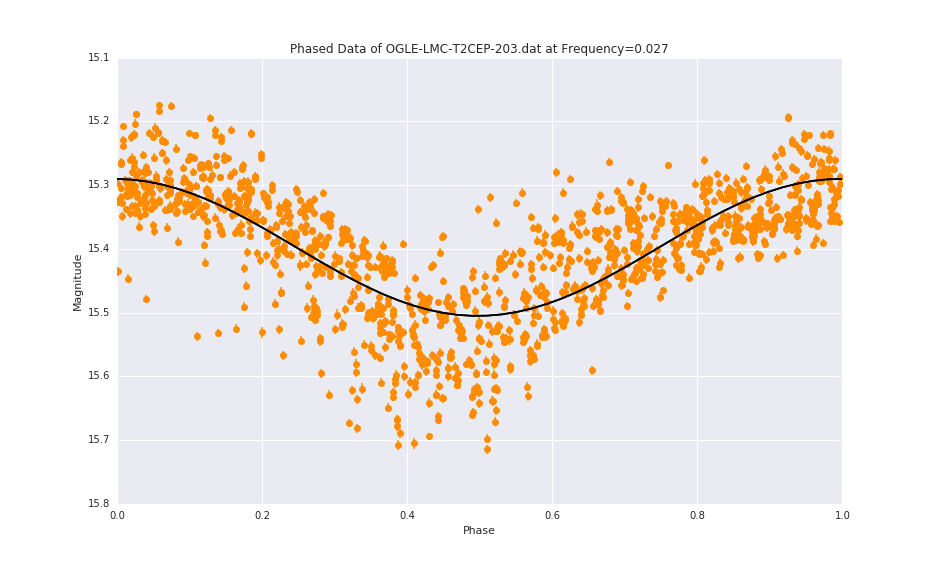 Phased Data of OGLE-LMC-T2CEP-203.dat at Frequency=0.027
15.1
15.2
15.3
15.4
15.5
15.6
15.7
15.8
Magnitude
0.0 0.2 0.4 0.6 0.8 1.0
Phase